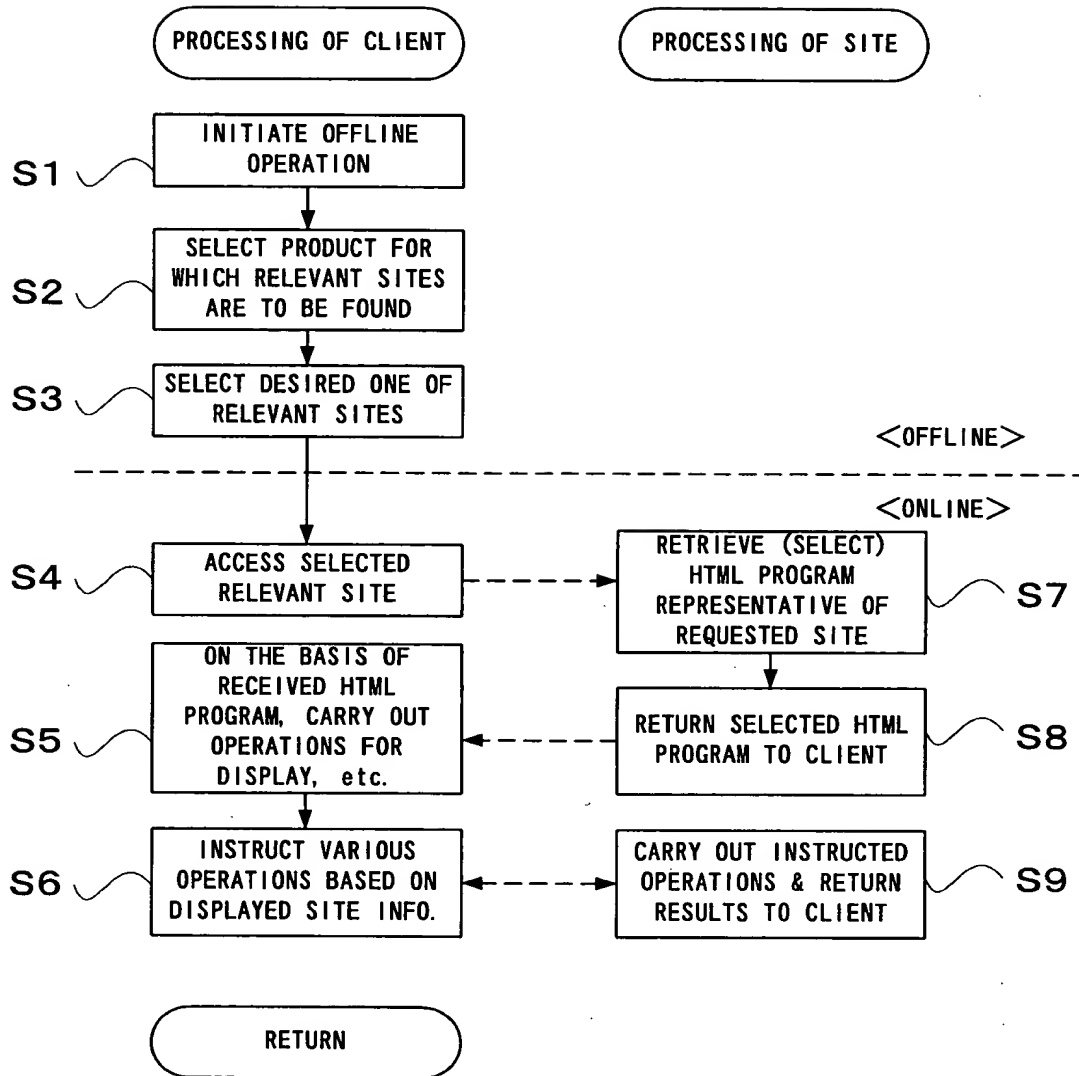 PROCESSING OF CLIENT
PROCESSING OF SITE
INITIATE OFFLINE
OPERATION
S1
SELECT PRODUCT FOR
WHICH RELEVANT SITES
ARE TO BE FOUND
S2
SELECT DESIRED ONE OF
RELEVANT SITES
S3
<OFFLINE>
<ONLINE>
ACCESS SELECTED
RELEVANT SITE
S4
RETRIEVE (SELECT)
HTML PROGRAM
REPRESENTATIVE OF
REQUESTED SITE
S7
ON THE BASIS OF
RECEIVED HTML
PROGRAM, CARRY OUT
OPERATIONS FOR
DISPLAY, etc.
S5
RETURN SELECTED HTML
PROGRAM TO CLIENT
S8
INSTRUCT VARIOUS
OPERATIONS BASED ON
DISPLAYED SITE INFO.
S6
CARRY OUT INSTRUCTED
OPERATIONS & RETURN
RESULTS TO CLIENT
S9
RETURN